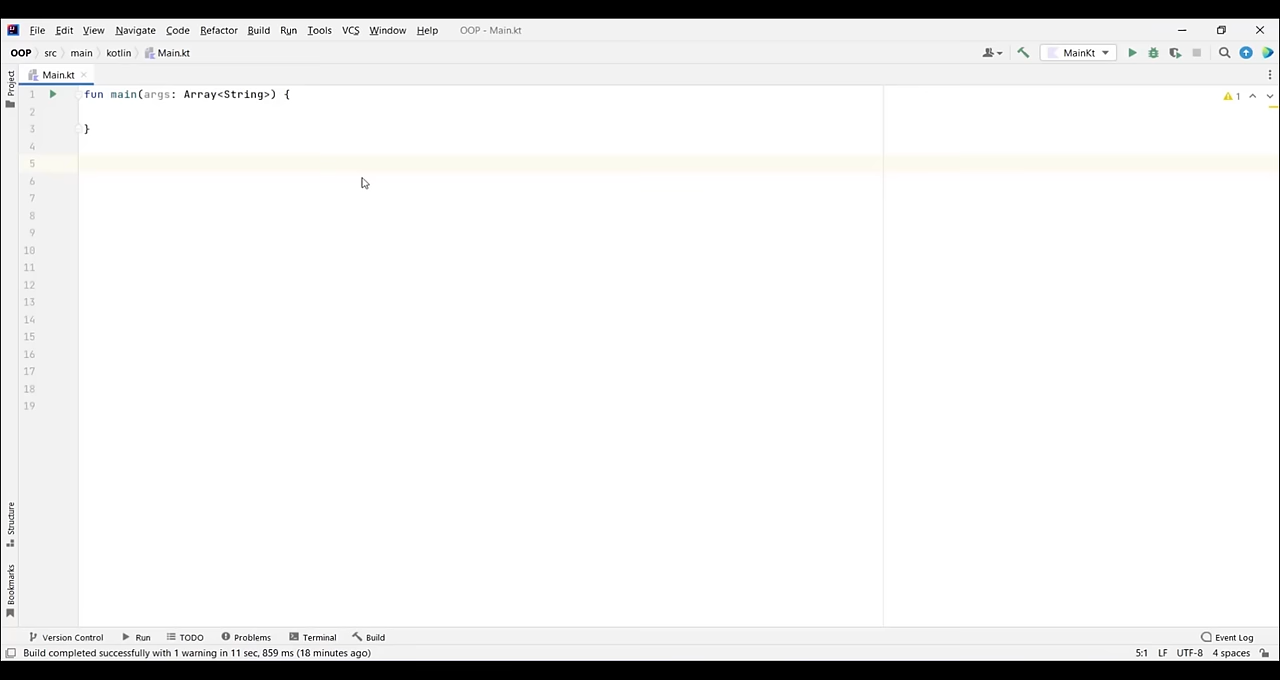 File Edit View Navigate Code Refactor Build Run Tools VCS Window Help OOP - Main.kt
OOP src main kotlin Main.kt MainKt
Project
Main.kt
1 fun main(args: Array<String>) { 1
2
3 }
4
5
6
7
8
9
10
11
12
13
14
15
16
17
18
19
Structure
Bookmarks
Version Control Run TODO Problems Terminal Build Event Log
Build completed successfully with 1 warning in 11 sec, 859 ms (18 minutes ago) 5:1 LF UTF-8 4 spaces